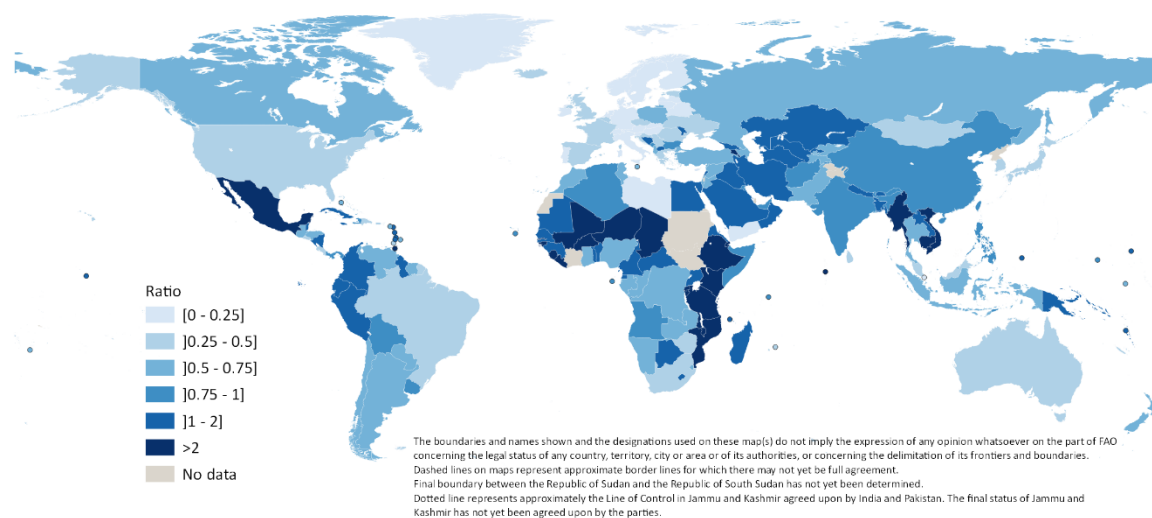 Ratio
[0 - 0.25]
]0.25 - 0.5]
]0.5 - 0.75]
]0.75 - 1]
]1 - 2]
>2
No data
The boundaries and names shown and the designations used on these map(s) do not imply the expression of any opinion whatsoever on the part of FAO
concerning the legal status of any country, territory, city or area or of its authorities, or concerning the delimitation of its frontiers and boundaries.
Dashed lines on maps represent approximate border lines for which there may not yet be full agreement.
Final boundary between the Republic of Sudan and the Republic of South Sudan has not yet been determined.
Dotted line represents approximately the Line of Control in Jammu and Kashmir agreed upon by India and Pakistan. The final status of Jammu and
Kashmir has not yet been agreed upon by the parties.